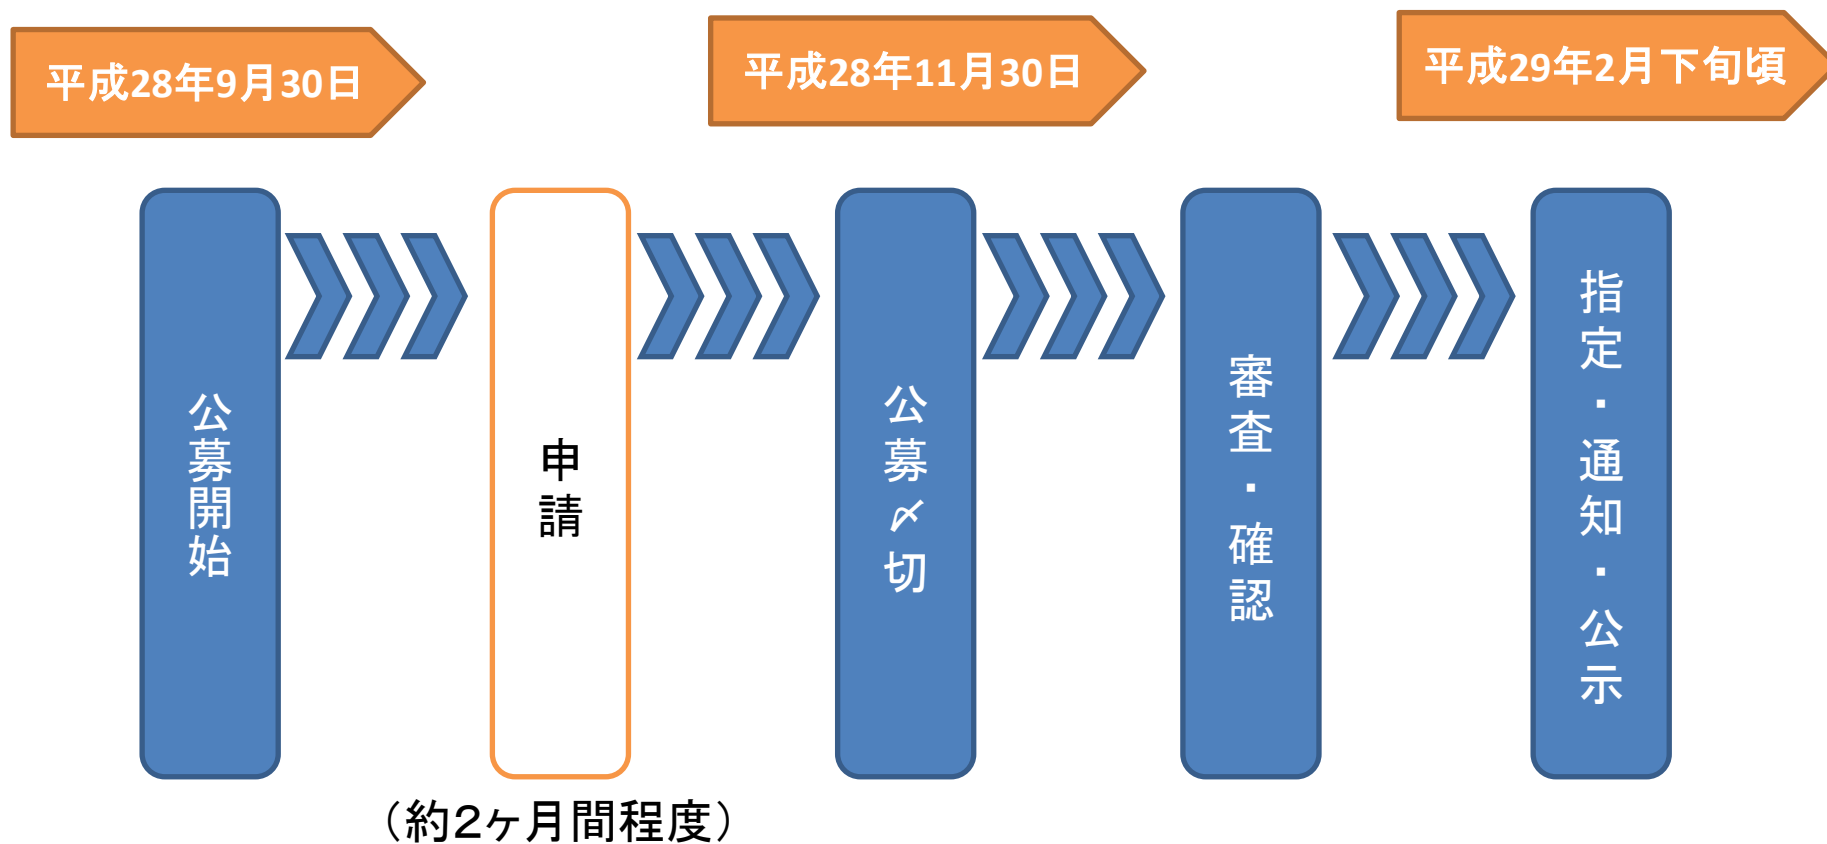 平成28年9月30日
平成28年11月30日
平成29年2月下旬頃
公募開始
申請
公募〆切
審査・確認
指定・通知・公示
（約2ヶ月間程度）